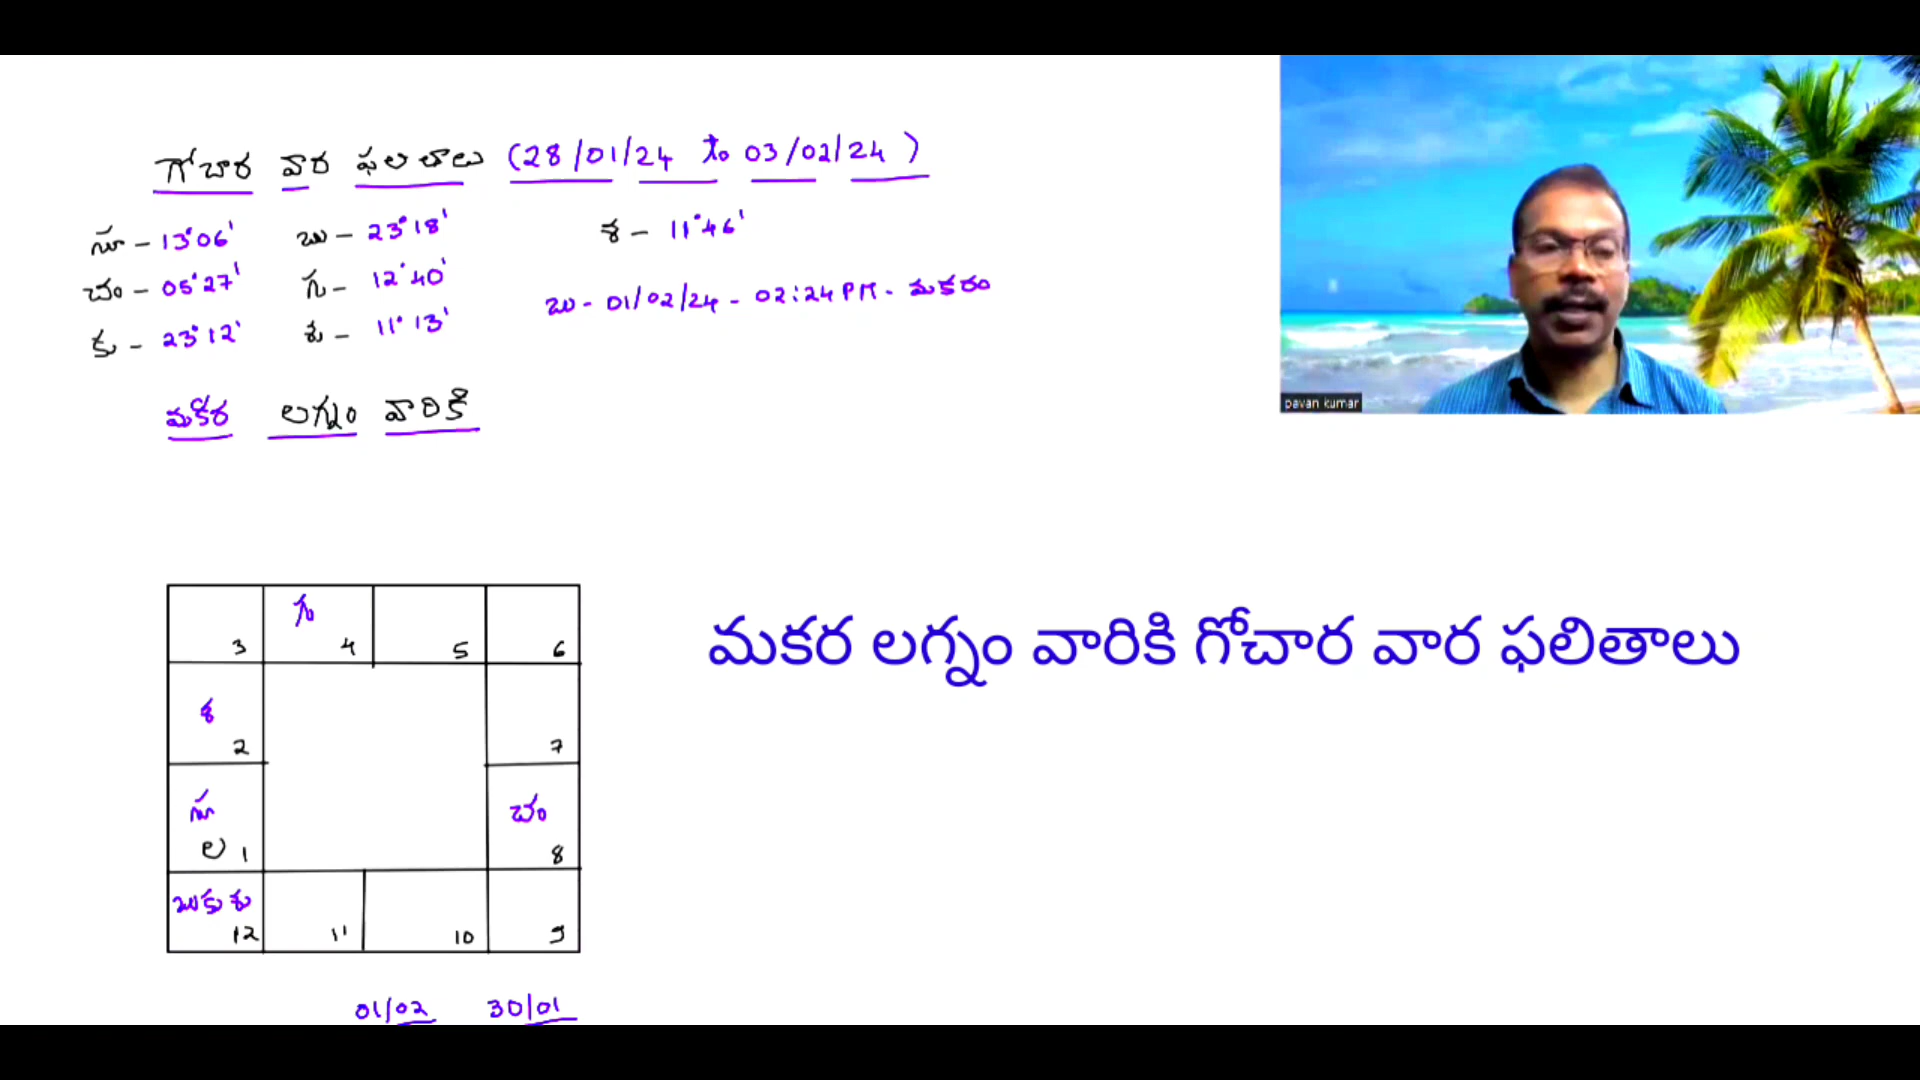 గోచార వార ఫలితాలు (28/01/24 to 03/02/24)
సూ - 13°06' బు - 23°18' శ - 11°46'
చం - 05°27' గు - 12°40' బు - 01/02/24 - 02:24 PM - మకరం
కు - 23°12' శు - 11°13'
మకర లగ్నం వారికి
pavan kumar
గు
3 4 5 6
మకర లగ్నం వారికి గోచార వార ఫలితాలు
శ
2 7
సూ చం
ల 1 8
బు కు శు
12 11 10 9
01/02 30/01